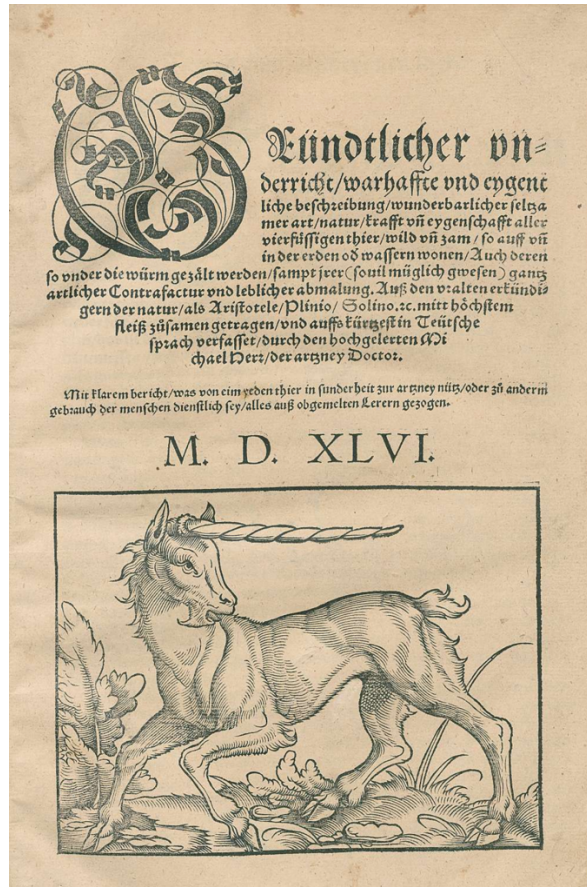 Gründtlicher vn⸗
derricht/warhaffte vnd eygent
liche beschreibung/wunderbarlicher seltza
mer art/natur/krafft vñ eygenschafft aller
vierfüssigen thier/wild vñ zam/so auff vñ
in der erden oď wassern wonen/Auch deren
so vnder die würm gezält werden/sampt jrer(souil müglich gwesen) gantz
artlicher Contrafactur vnd leblicher abmalung. Auß den vralten erkündi⸗
gern der natur/als Aristotele/Plinio/Solino.ꝛc.mitt höchstem
fleiß zůsamen getragen/vnd auffs kürtzest in Teütsche
sprach verfasset/durch den hochgelerten Mi
chael Herr/der artzney Doctor.
Mit klarem bericht/was von eim yeden thier in sunderheit zur artzney nütz/oder zů anderm
gebrauch der menschen dienstlich sey/alles auß obgemelten Lerern gezogen.
M. D. XLVI.